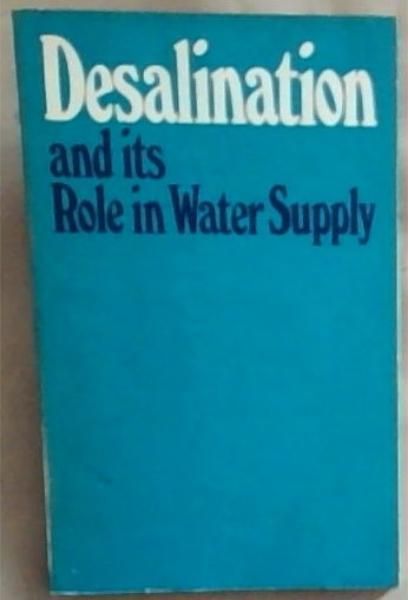 Desalination
and its
Role in Water Supply